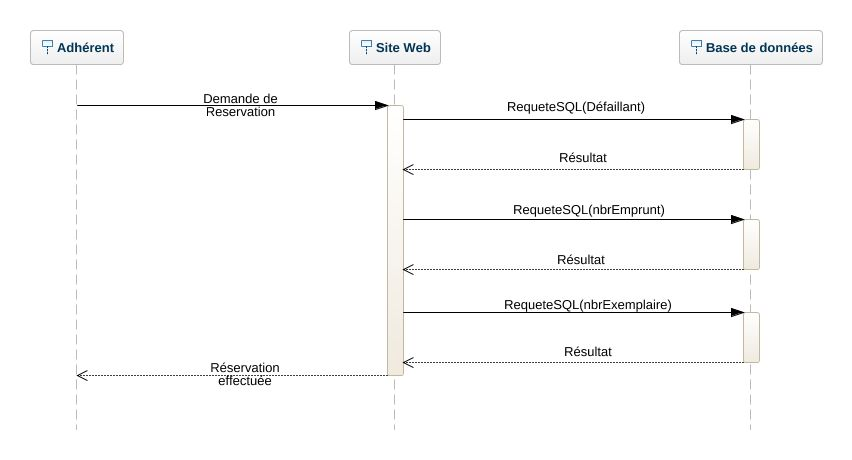 Adhérent
Site Web
Base de données
Demande de
Reservation
RequeteSQL(Défaillant)
Résultat
RequeteSQL(nbrEmprunt)
Résultat
RequeteSQL(nbrExemplaire)
Résultat
Réservation
effectuée